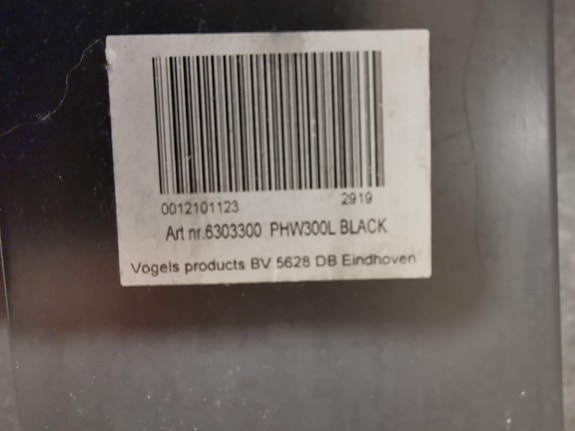 0012101123 2919
Art nr.6303300 PHW300L BLACK
Vogels products BV 5628 DB Eindhoven